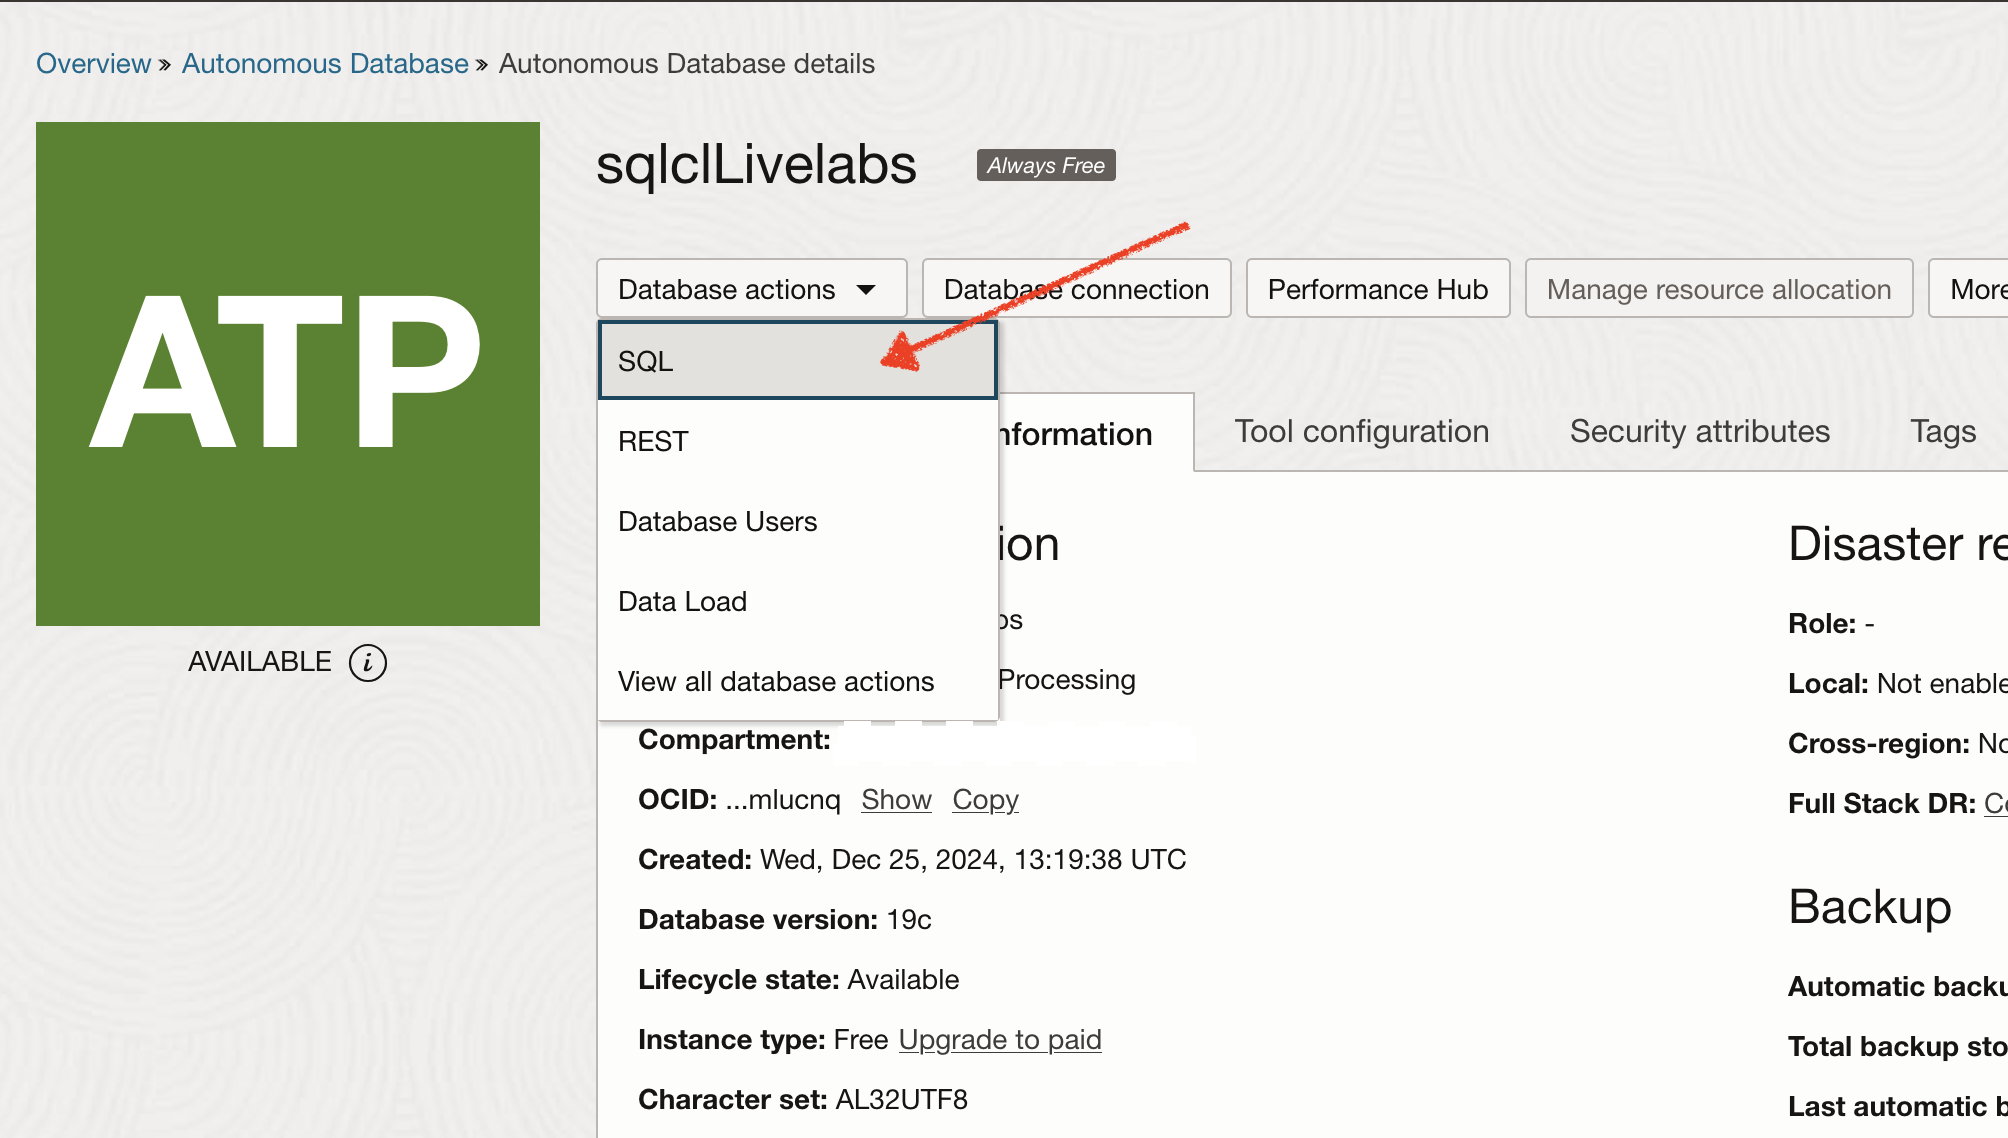 Overview » Autonomous Database » Autonomous Database details
ATP
AVAILABLE i
sqlclLivelabs Always Free
Database actions Database connection Performance Hub Manage resource allocation More
SQL
REST
Database Users
Data Load
View all database actions
nformation Tool configuration Security attributes Tags
ion
os
Processing
Compartment:
OCID: ...mlucnq Show Copy
Created: Wed, Dec 25, 2024, 13:19:38 UTC
Database version: 19c
Lifecycle state: Available
Instance type: Free Upgrade to paid
Character set: AL32UTF8
Disaster re
Role: -
Local: Not enable
Cross-region: No
Full Stack DR: Co
Backup
Automatic backu
Total backup sto
Last automatic b